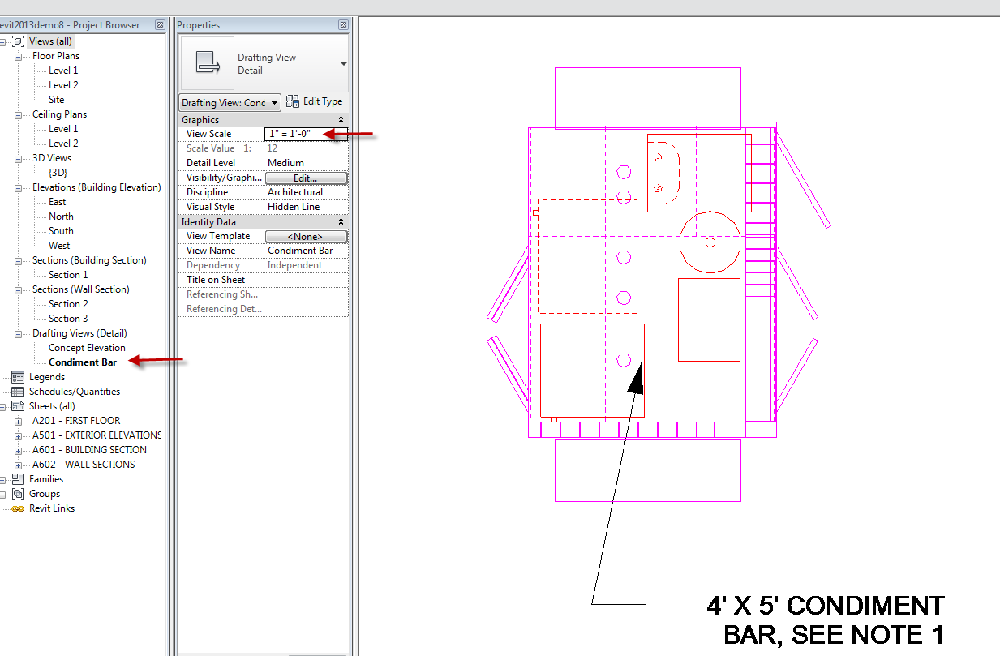 evit2013demo8 - Project Browser
Views (all)
Floor Plans
Level 1
Level 2
Site
Ceiling Plans
Level 1
Level 2
3D Views
{3D}
Elevations (Building Elevation)
East
North
South
West
Sections (Building Section)
Section 1
Sections (Wall Section)
Section 2
Section 3
Drafting Views (Detail)
Concept Elevation
Condiment Bar
Legends
Schedules/Quantities
Sheets (all)
A201 - FIRST FLOOR
A501 - EXTERIOR ELEVATIONS
A601 - BUILDING SECTION
A602 - WALL SECTIONS
Families
Groups
Revit Links
Properties
Drafting View
Detail
Drafting View: Conc
Edit Type
Graphics
View Scale 1" = 1'-0"
Scale Value 1: 12
Detail Level Medium
Visibility/Graphi... Edit...
Discipline Architectural
Visual Style Hidden Line
Identity Data
View Template <None>
View Name Condiment Bar
Dependency Independent
Title on Sheet
Referencing Sh...
Referencing Det...
4' X 5' CONDIMENT
BAR, SEE NOTE 1